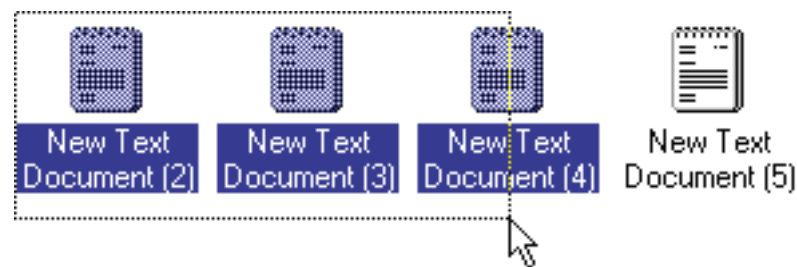 New Text
Document (2)
New Text
Document (3)
New Text
Document (4)
New Text
Document (5)